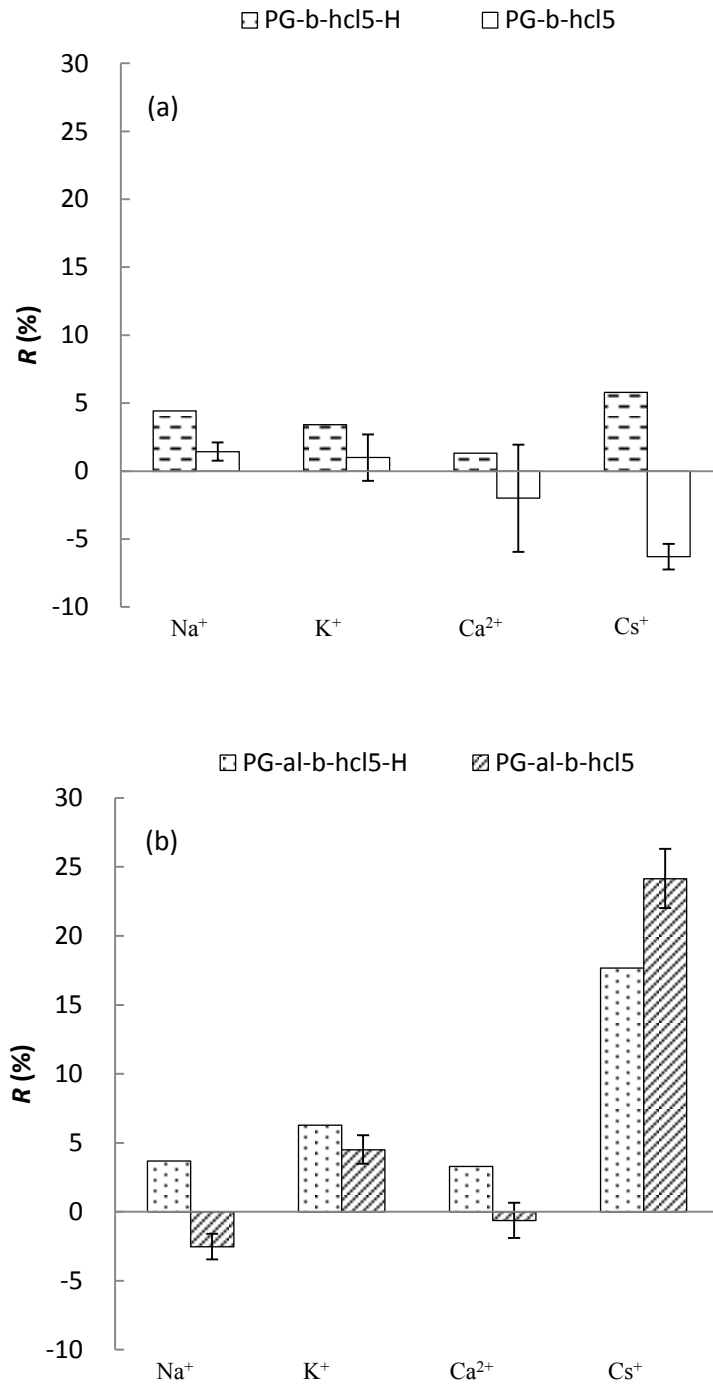 PG-b-hcl5-H PG-b-hcl5
30
(a)
25
20
15
10
5
0
-5
-10
R (%)
Na⁺ K⁺ Ca²⁺ Cs⁺
PG-al-b-hcl5-H PG-al-b-hcl5
30
(b)
25
20
15
10
5
0
-5
-10
R (%)
Na⁺ K⁺ Ca²⁺ Cs⁺